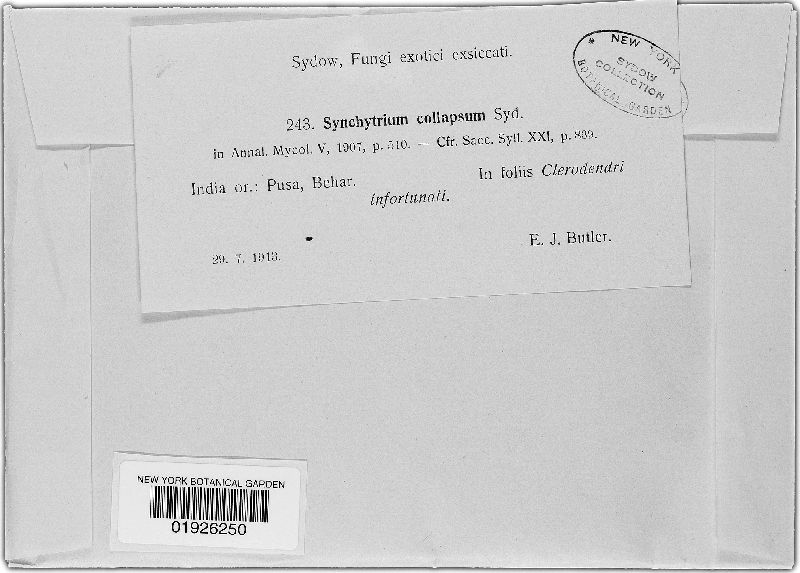 Sydow, Fungi exotici exsiccati.
* NEW YORK BOTANICAL GARDEN
SYDOW
COLLECTION
243. Synchytrium collapsum Syd.
in Annal. Mycol. V, 1907, p. 510. — Cfr. Sacc. Syll. XXI, p. 839.
India or.: Pusa, Behar. In foliis Clerodendri
infortunati.
29. 7. 1913. E. J. Butler.
NEW YORK BOTANICAL GARDEN
01926250